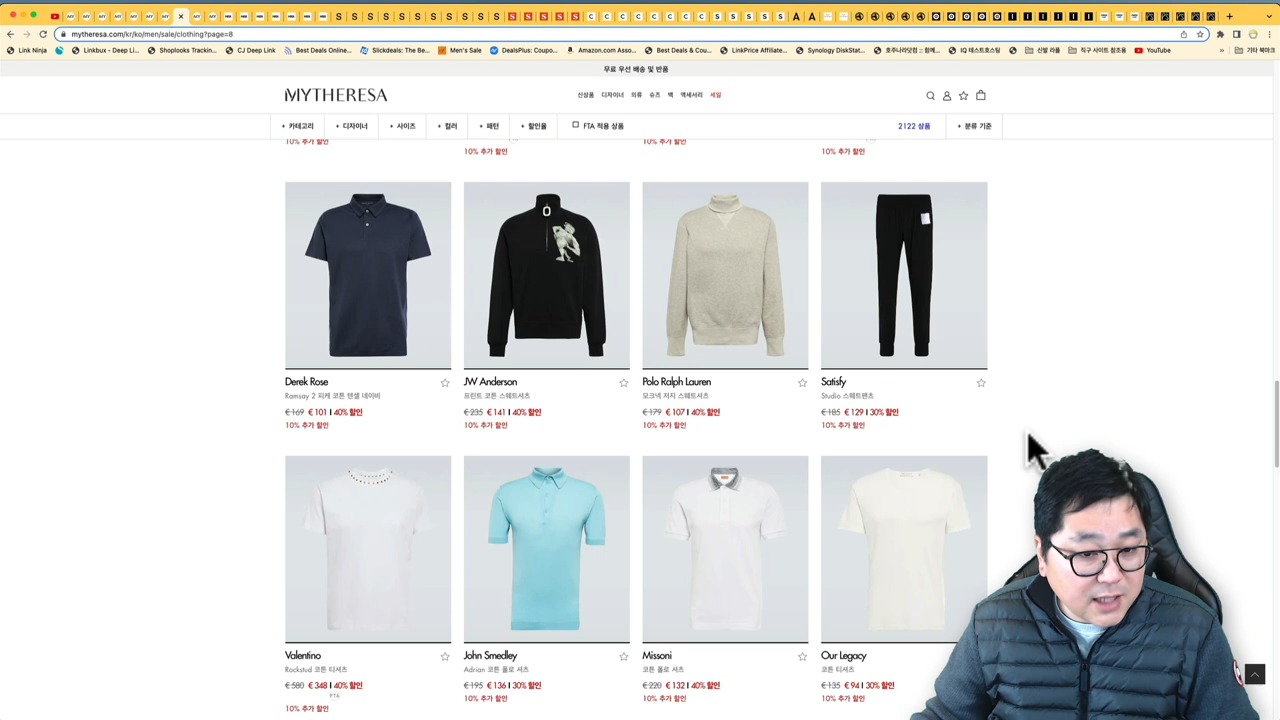 mytheresa.com/kr/ko/men/sale/clothing?page=8
Link Ninja
Linkbux - Deep Li...
Shoplooks Trackin...
CJ Deep Link
Best Deals Online...
Slickdeals: The Be...
Men's Sale
DealsPlus: Coupo...
Amazon.com Asso...
Best Deals & Cou...
LinkPrice Affiliate...
Synology DiskStat...
호주나라닷컴 :: 함께...
IQ 테스트호스팅
신발 라플
직구 사이트 참조용
YouTube
»
기타 북마크
무료 우선 배송 및 반품
MYTHERESA
신상품 디자이너 의류 슈즈 백 액세서리 세일
+ 카테고리 + 디자이너 + 사이즈 + 컬러 + 패턴 + 할인율 FTA 적용 상품 2122 상품 + 분류 기준
10% 추가 할인 10% 추가 할인 10% 추가 할인 10% 추가 할인
Derek Rose
Ramsay 2 피케 코튼 텐셀 네이비
€ 169 € 101 I 40% 할인
10% 추가 할인
JW Anderson
프린트 코튼 스웨트셔츠
€ 235 € 141 I 40% 할인
10% 추가 할인
Polo Ralph Lauren
모크넥 저지 스웨트셔츠
€ 179 € 107 I 40% 할인
10% 추가 할인
Satisfy
Studio 스웨트팬츠
€ 185 € 129 I 30% 할인
10% 추가 할인
Valentino
Rockstud 코튼 티셔츠
€ 580 € 348 I 40% 할인
FTA
10% 추가 할인
John Smedley
Adrian 코튼 폴로 셔츠
€ 195 € 136 I 30% 할인
10% 추가 할인
Missoni
코튼 폴로 셔츠
€ 220 € 132 I 40% 할인
10% 추가 할인
Our Legacy
코튼 티셔츠
€ 135 € 94 I 30% 할인
10% 추가 할인